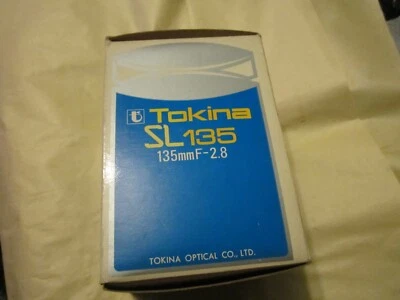 Tokina
SL135
135mmF-2.8
TOKINA OPTICAL CO., LTD.